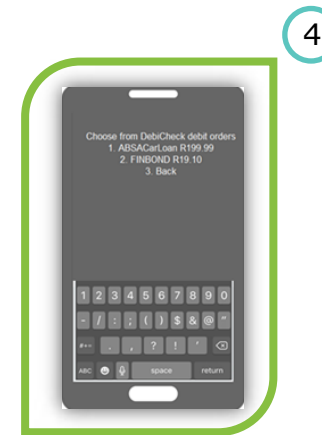 4
Choose from DebiCheck debit orders
1. ABSACarLoan R199.99
2. FINBOND R19.10
3. Back
1 2 3 4 5 6 7 8 9 0
- / : ; ( ) $ & @ "
#+= . , ? ! '
ABC space return